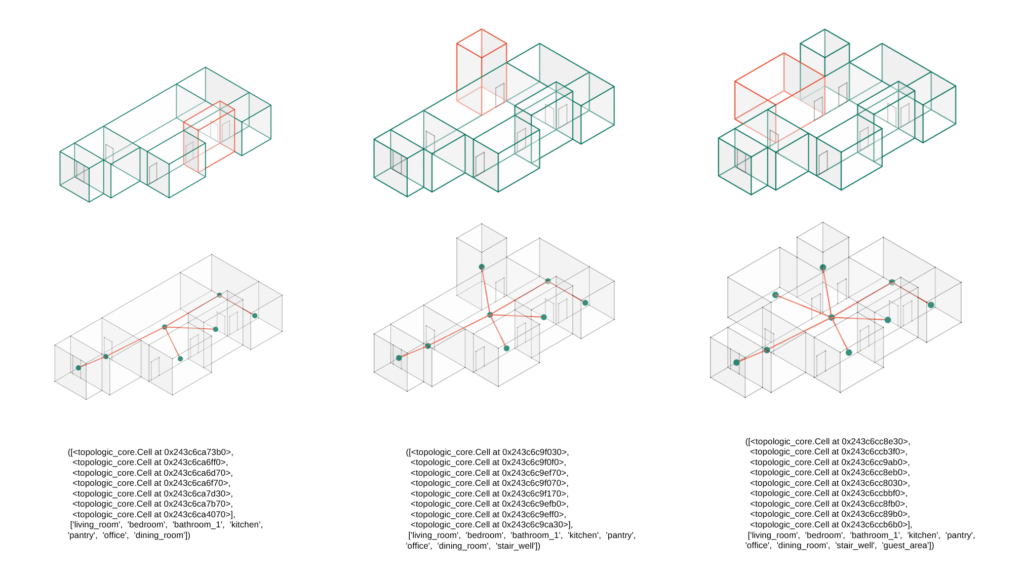 ([<topologic_core.Cell at 0x243c6ca73b0>,
<topologic_core.Cell at 0x243c6ca6ff0>,
<topologic_core.Cell at 0x243c6ca6d70>,
<topologic_core.Cell at 0x243c6ca6f70>,
<topologic_core.Cell at 0x243c6ca7d30>,
<topologic_core.Cell at 0x243c6ca7b70>,
<topologic_core.Cell at 0x243c6ca4070>],
['living_room', 'bedroom', 'bathroom_1', 'kitchen',
'pantry', 'office', 'dining_room'])
([<topologic_core.Cell at 0x243c6c9f030>,
<topologic_core.Cell at 0x243c6c9f0f0>,
<topologic_core.Cell at 0x243c6c9ef70>,
<topologic_core.Cell at 0x243c6c9f070>,
<topologic_core.Cell at 0x243c6c9f170>,
<topologic_core.Cell at 0x243c6c9efb0>,
<topologic_core.Cell at 0x243c6c9eff0>,
<topologic_core.Cell at 0x243c6c9ca30>],
['living_room', 'bedroom', 'bathroom_1', 'kitchen', 'pantry',
'office', 'dining_room', 'stair_well'])
([<topologic_core.Cell at 0x243c6cc8e30>,
<topologic_core.Cell at 0x243c6ccb3f0>,
<topologic_core.Cell at 0x243c6cc9ab0>,
<topologic_core.Cell at 0x243c6cc8eb0>,
<topologic_core.Cell at 0x243c6cc8030>,
<topologic_core.Cell at 0x243c6ccbbf0>,
<topologic_core.Cell at 0x243c6cc8fb0>,
<topologic_core.Cell at 0x243c6cc89b0>,
<topologic_core.Cell at 0x243c6ccb6b0>],
['living_room', 'bedroom', 'bathroom_1', 'kitchen', 'pantry',
'office', 'dining_room', 'stair_well', 'guest_area'])